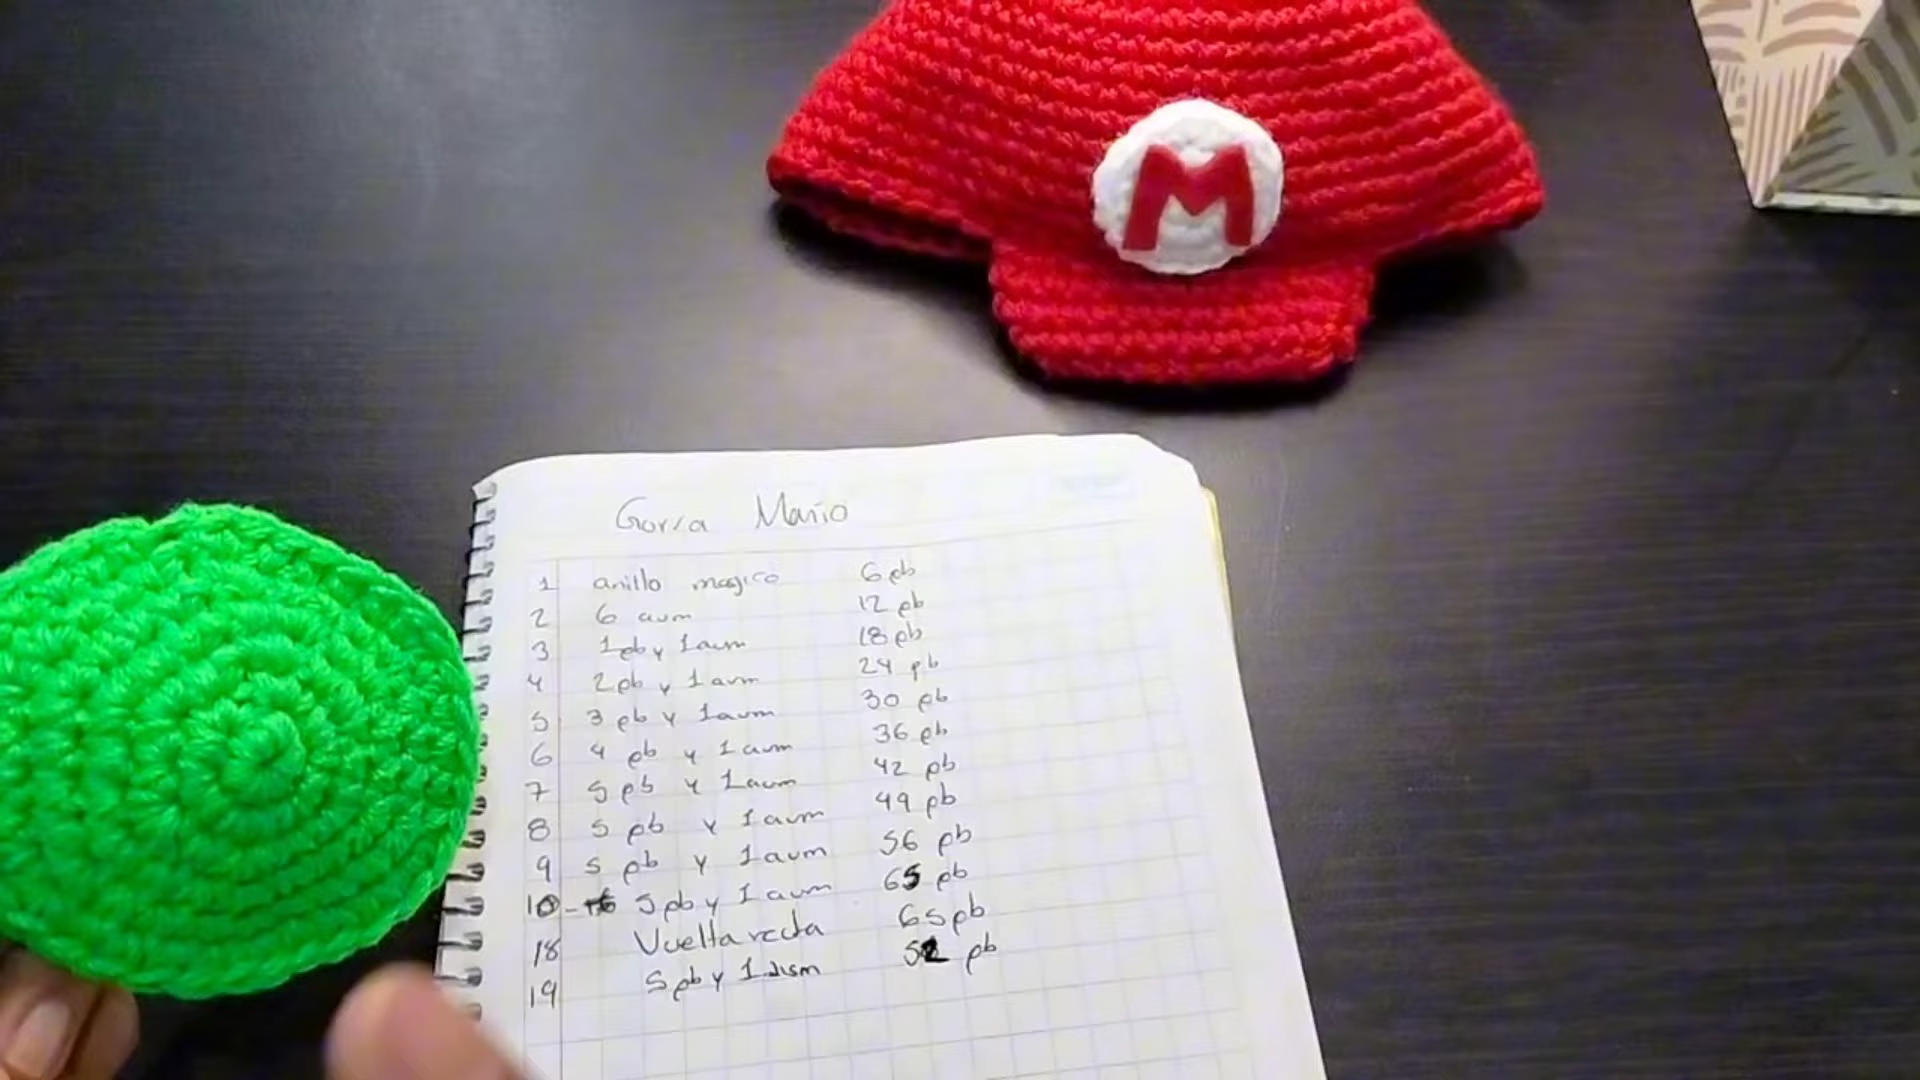 M
Gorra Mario
1 anillo magico 6 pb
2 6 aum 12 pb
3 1 pb y 1 aum 18 pb
4 2 pb y 1 aum 24 pb
5 3 pb y 1 aum 30 pb
6 4 pb y 1 aum 36 pb
7 5 pb y 1 aum 42 pb
8 5 pb y 1 aum 49 pb
9 5 pb y 1 aum 56 pb
10 - 5 pb y 1 aum 65 pb
18 Vuelta recta 65 pb
19 5 pb y 1 dism 52 pb